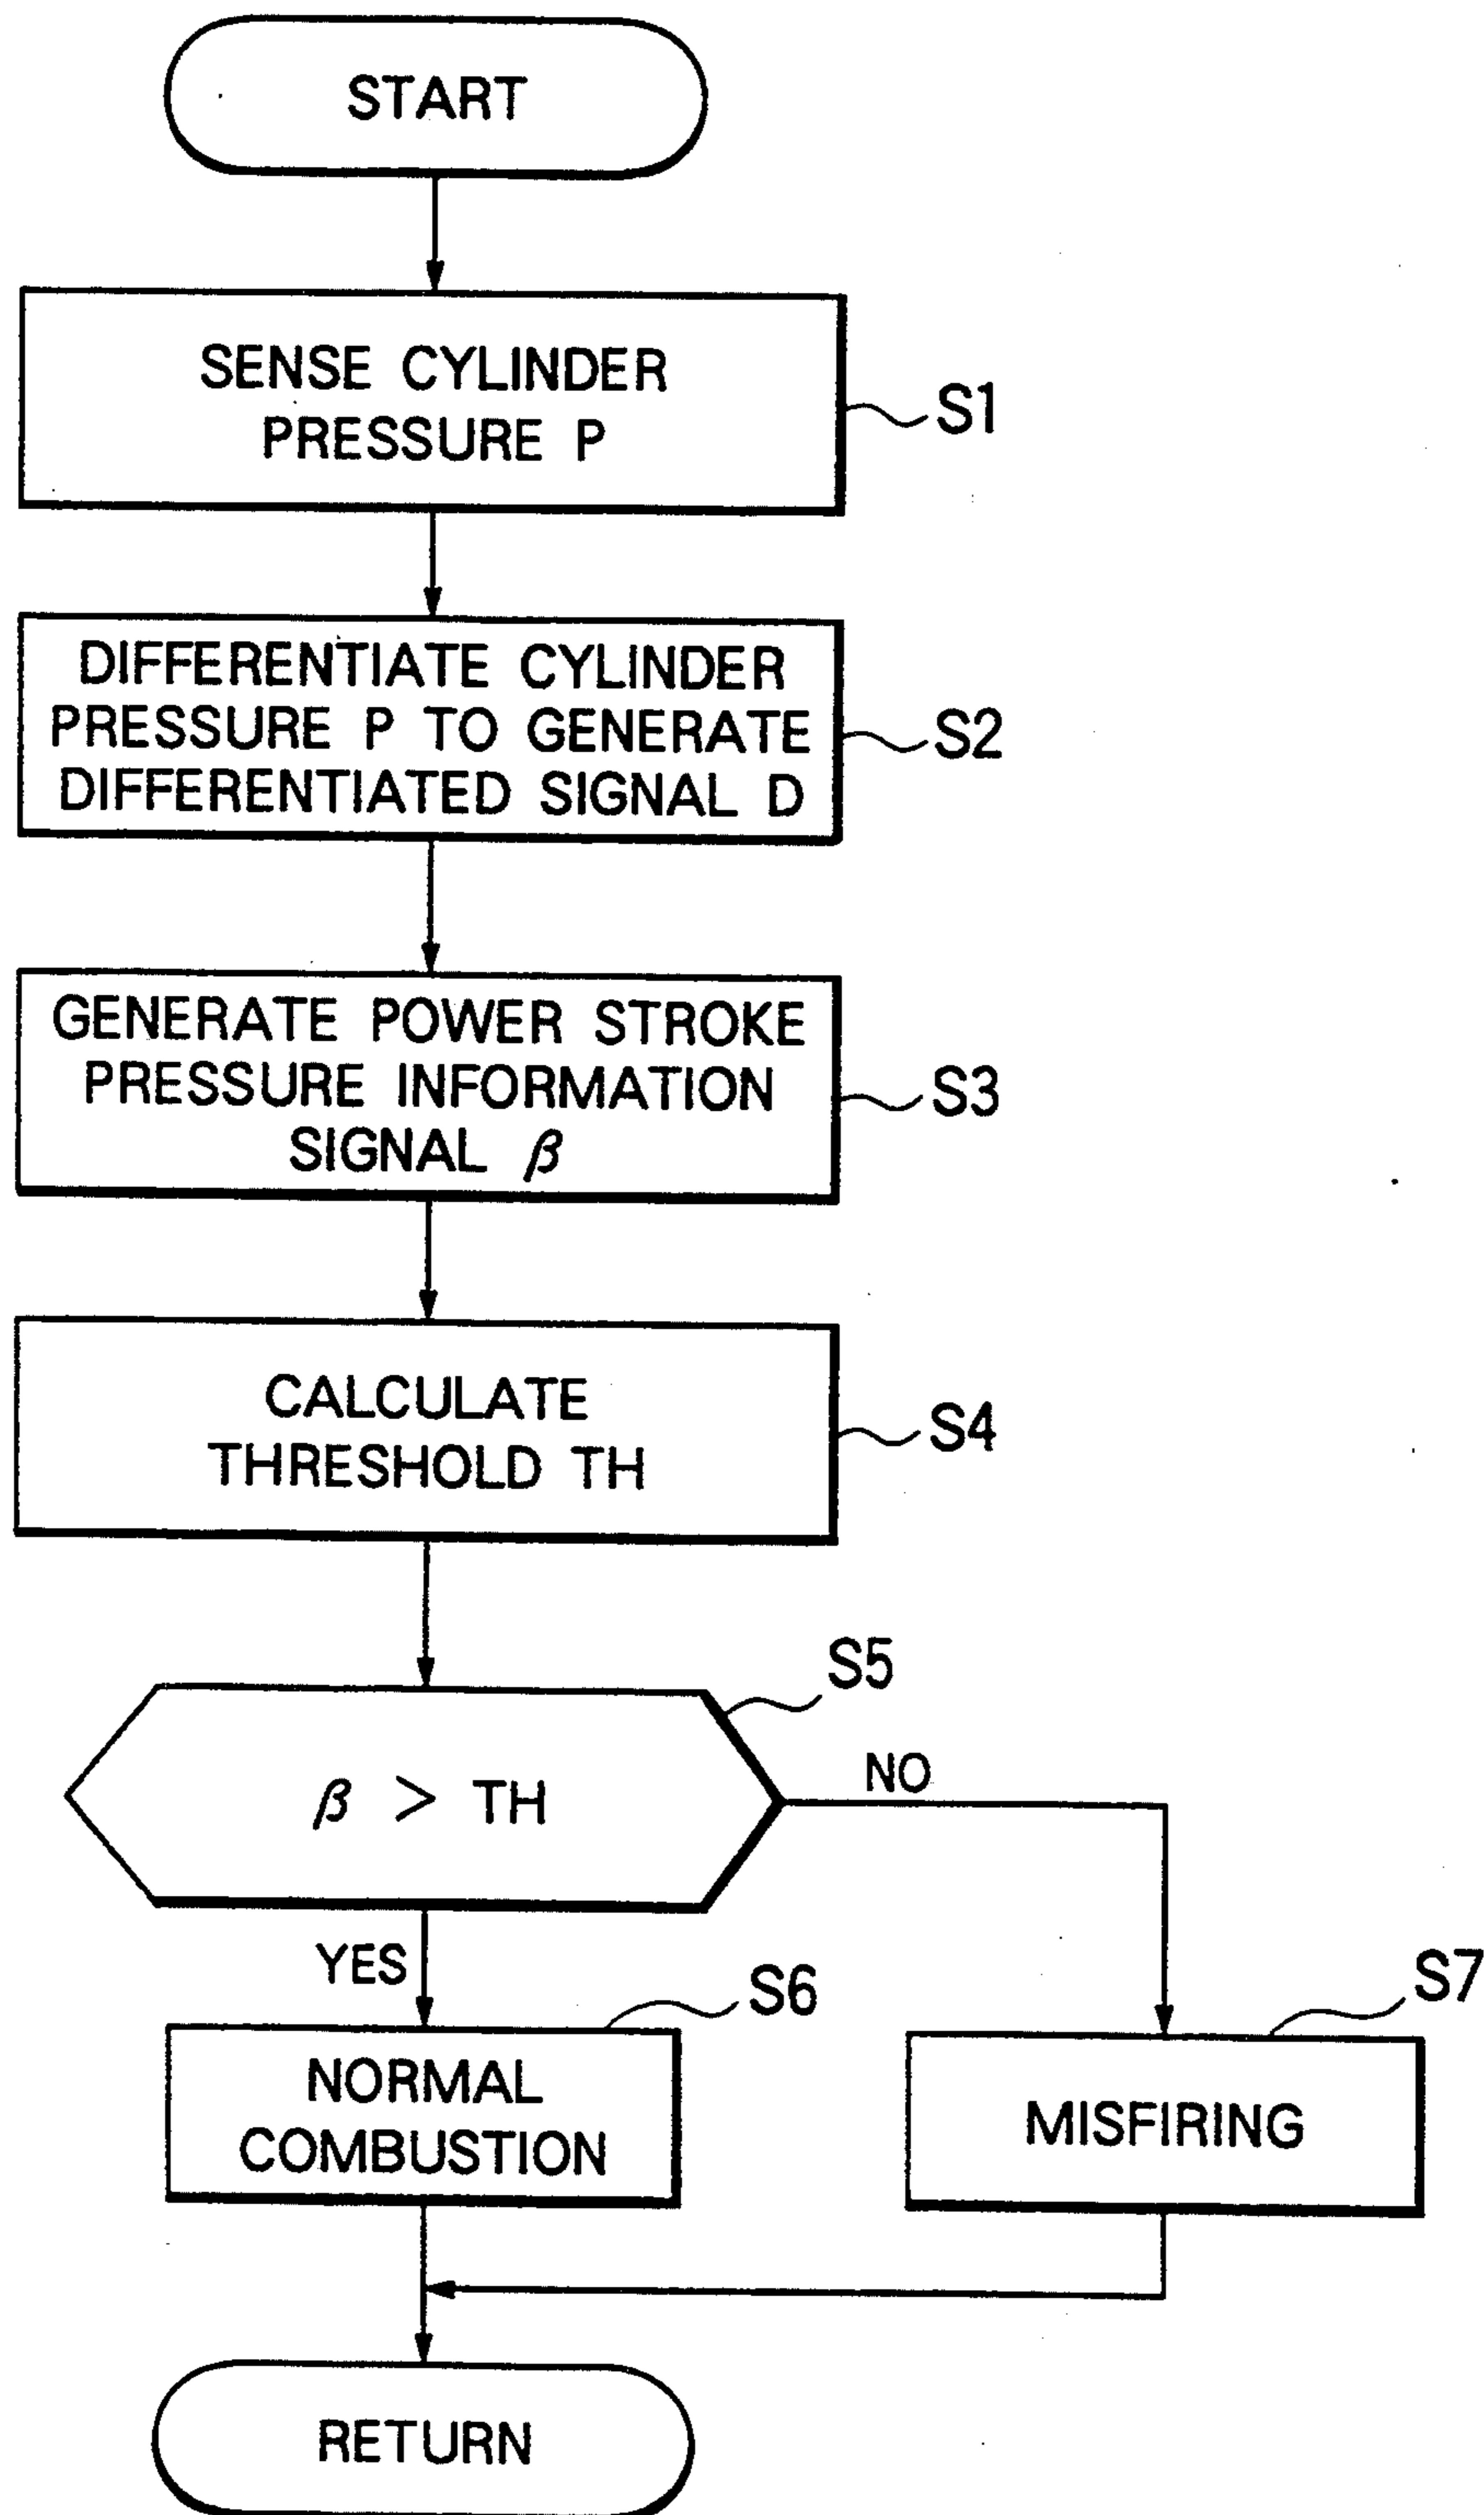 START
SENSE CYLINDER
PRESSURE P
S1
DIFFERENTIATE CYLINDER
PRESSURE P TO GENERATE
DIFFERENTIATED SIGNAL D
S2
GENERATE POWER STROKE
PRESSURE INFORMATION
SIGNAL β
S3
CALCULATE
THRESHOLD TH
S4
S5
β > TH
NO
YES
S6
NORMAL
COMBUSTION
S7
MISFIRING
RETURN